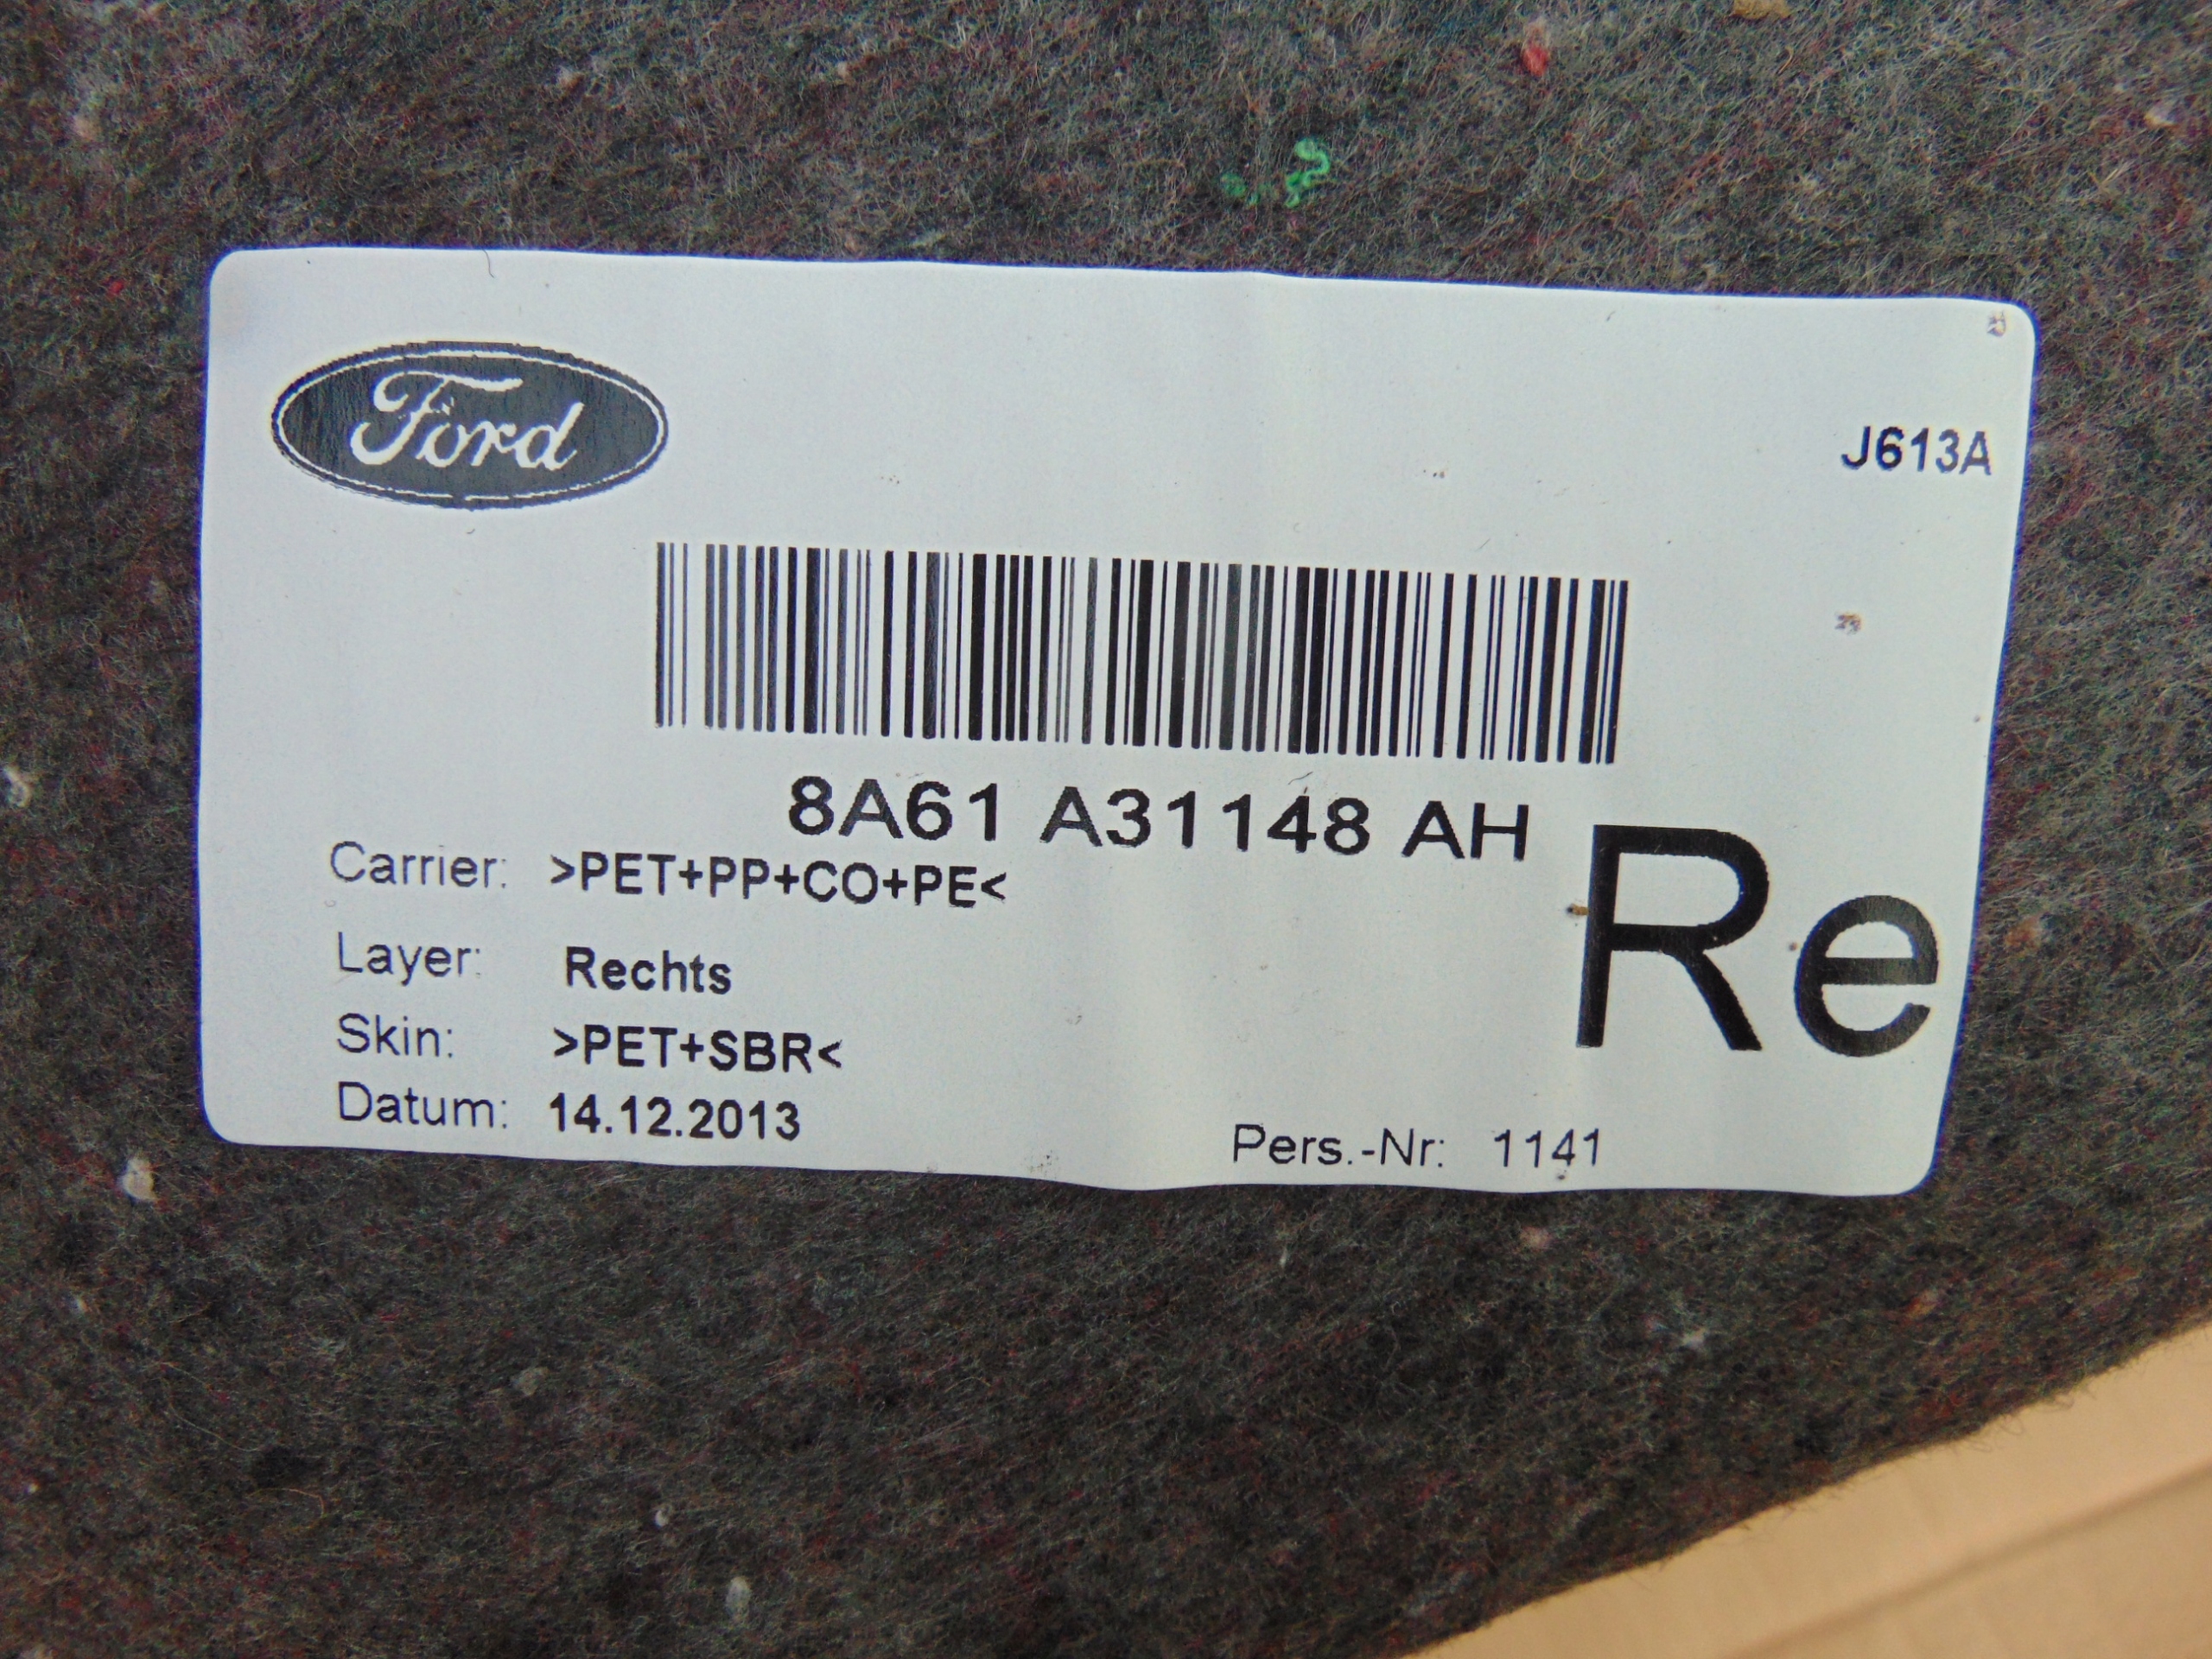 Ford
J613A
8A61 A31148 AH
Carrier: >PET+PP+CO+PE<
Re
Layer: Rechts
Skin: >PET+SBR<
Datum: 14.12.2013
Pers.-Nr: 1141